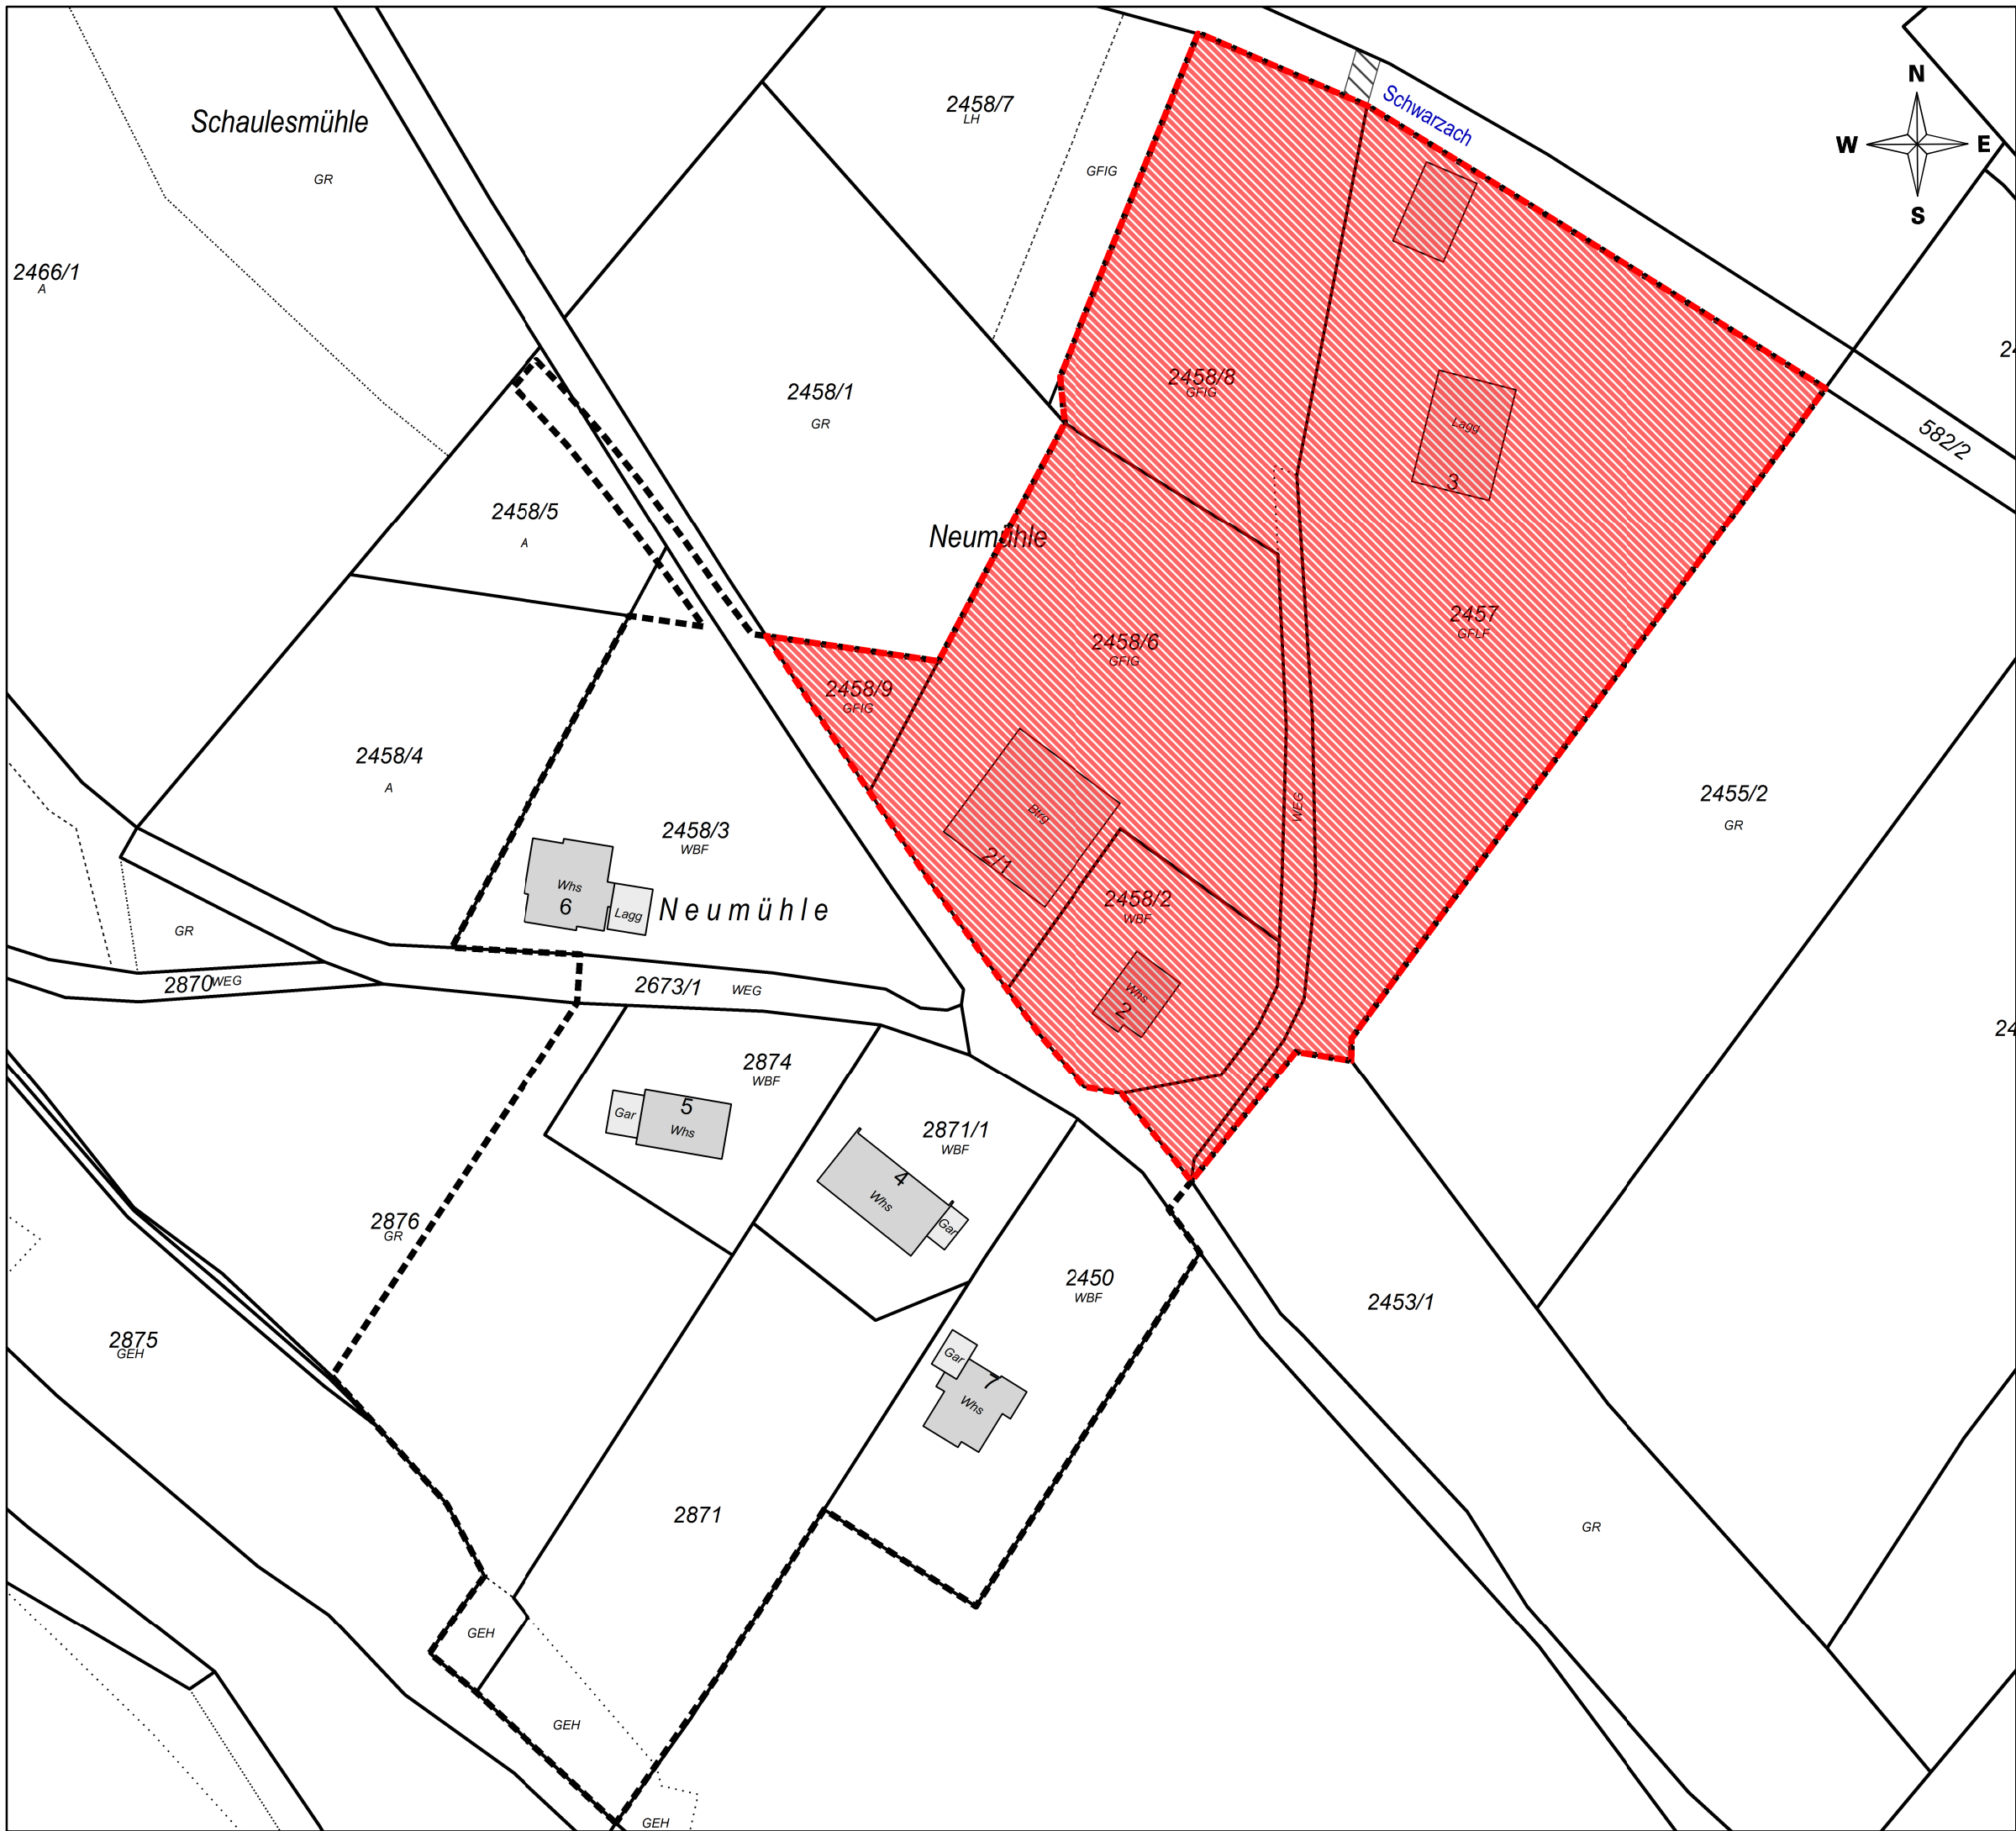 N
W
E
S
Schwarzach
2458/7
LH
Schaulesmühle
GFIG
GR
2466/1
A
24
2458/8
GFIG
2458/1
GR
Lagg
3
582/2
2458/5
A
Neumühle
2457
GFLF
2458/6
GFIG
2458/9
GFIG
2458/4
A
2455/2
GR
WEG
Btrg
2/1
2458/3
WBF
2458/2
WBF
Whs
6
Lagg
Neumühle
GR
2870
WEG
2673/1
WEG
Whs
2
24
2874
WBF
5
Whs
Gar
2871/1
WBF
4
Whs
Gar
2876
GR
2450
WBF
2453/1
2875
GEH
Gar
7
Whs
2871
GR
GEH
GEH
GEH